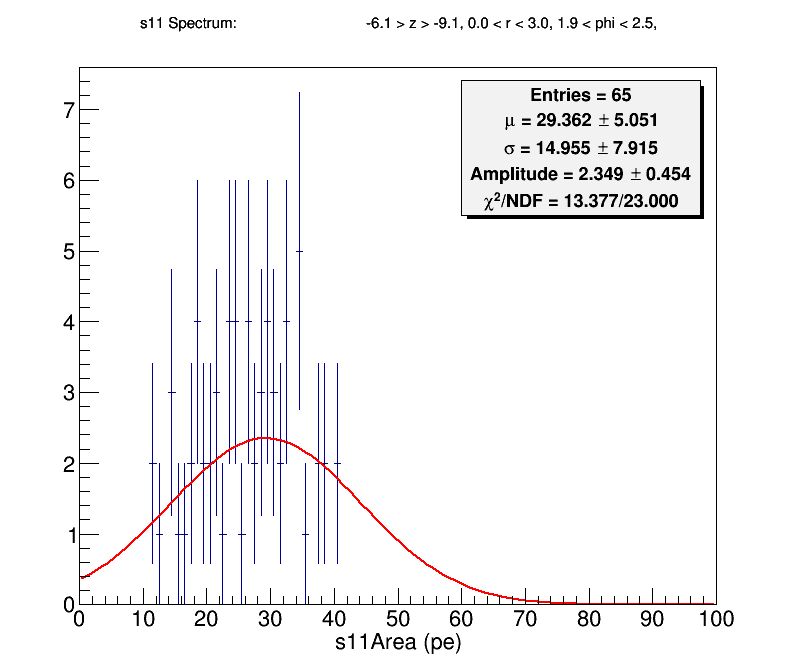 s11 Spectrum: -6.1 > z > -9.1, 0.0 < r < 3.0, 1.9 < phi < 2.5,
Entries = 65
μ = 29.362 ± 5.051
σ = 14.955 ± 7.915
Amplitude = 2.349 ± 0.454
χ²/NDF = 13.377/23.000
7
6
5
4
3
2
1
0
0 10 20 30 40 50 60 70 80 90 100
s11Area (pe)